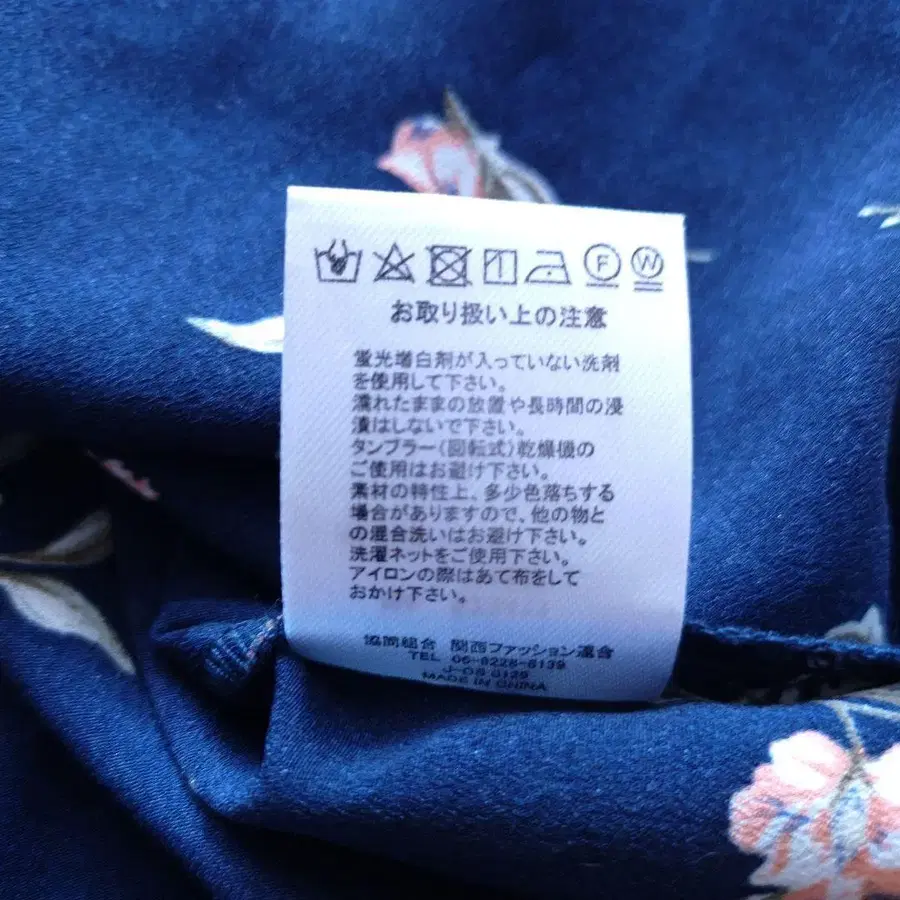 F W
お取り扱い上の注意
蛍光増白剤が入っていない洗剤
を使用して下さい。
濡れたままの放置や長時間の浸
漬はしないで下さい。
タンブラー(回転式)乾燥機の
ご使用はお避け下さい。
素材の特性上、多少色落ちする
場合がありますので、他の物と
の混合洗いはお避け下さい。
洗濯ネットをご使用下さい。
アイロンの際はあて布をして
おかけ下さい。
協同組合 関西ファッション連合
TEL 06-6228-6139
J-OS 6129
MADE IN CHINA